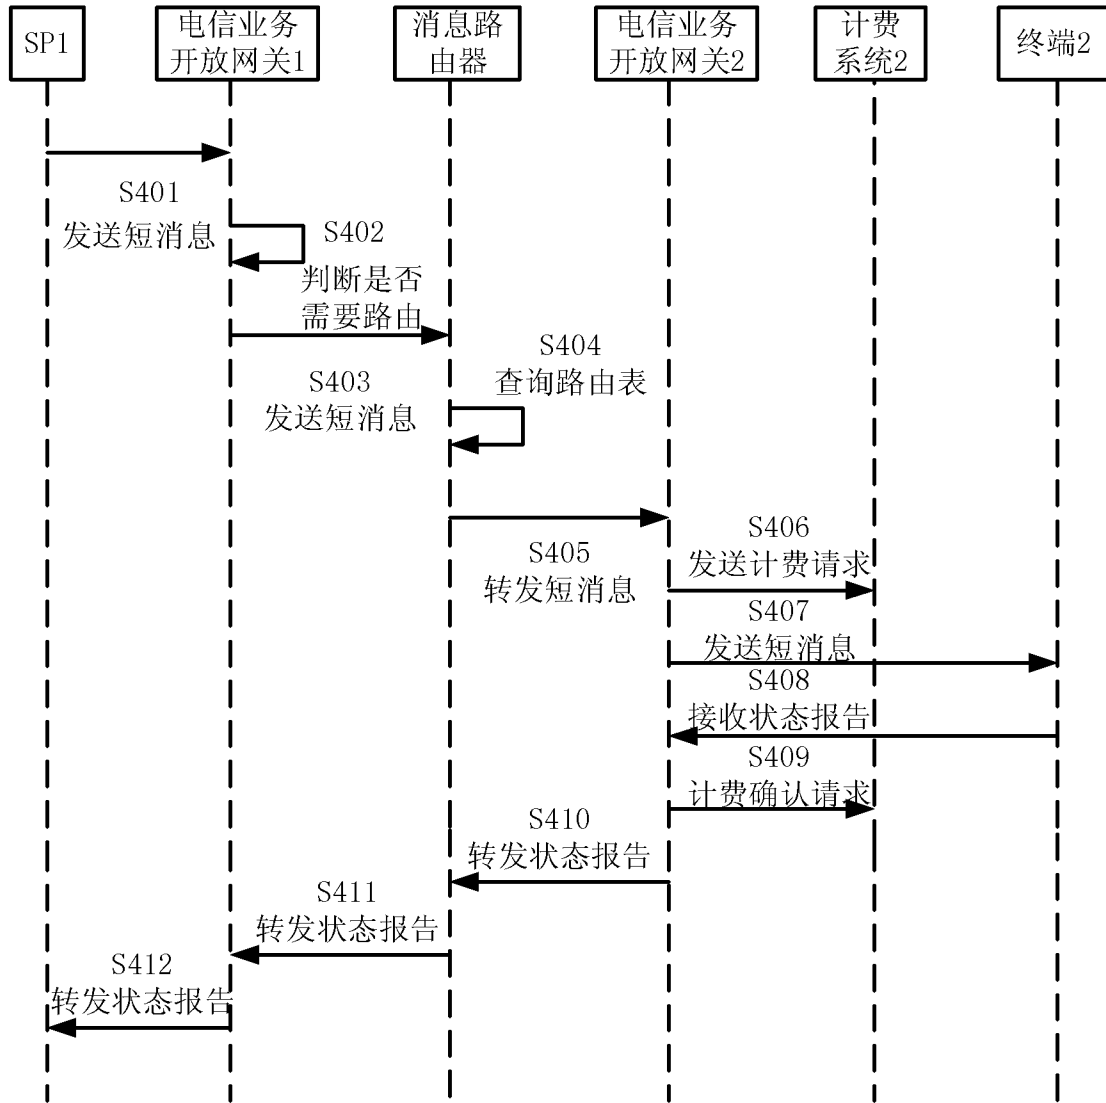 SP1
电信业务
开放网关1
消息路
由器
电信业务
开放网关2
计费
系统2
终端2
S401
发送短消息
S402
判断是否
需要路由
S403
发送短消息
S404
查询路由表
S405
转发短消息
S406
发送计费请求
S407
发送短消息
S408
接收状态报告
S409
计费确认请求
S410
转发状态报告
S411
转发状态报告
S412
转发状态报告